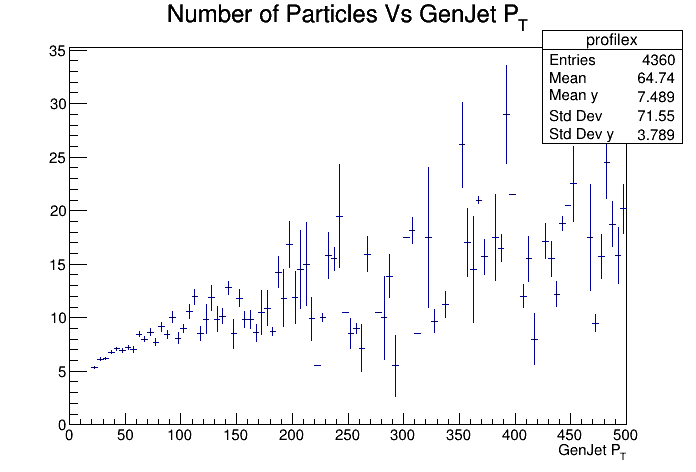 Number of Particles Vs GenJet P_T
profilex
Entries 4360
Mean 64.74
Mean y 7.489
Std Dev 71.55
Std Dev y 3.789
35
30
25
20
15
10
5
0
0 50 100 150 200 250 300 350 400 450 500
GenJet P_T